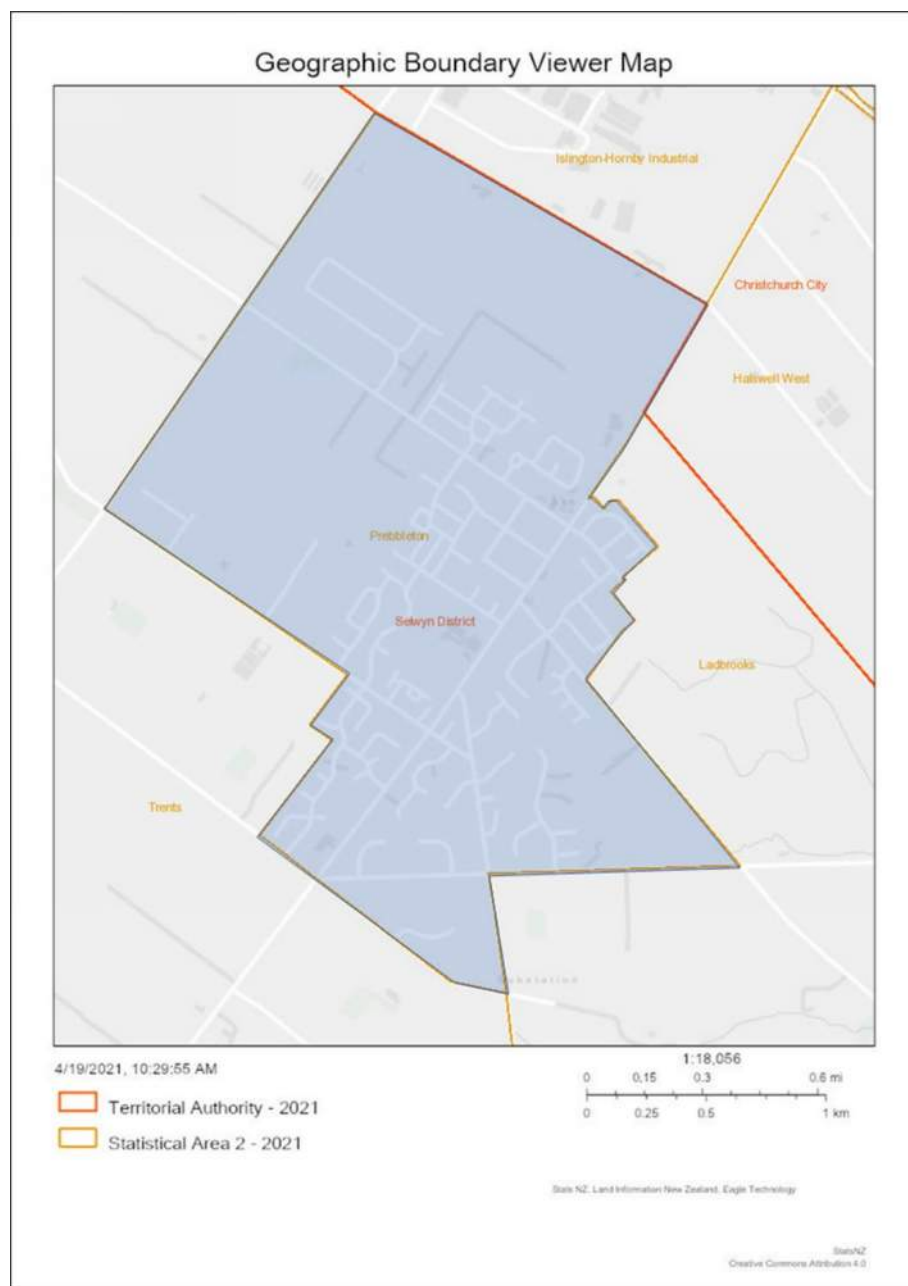 Geographic Boundary Viewer Map
Islington-Hornby Industrial
Christchurch City
Halswell West
Prebbleton
Selwyn District
Ladbrooks
Trents
4/19/2021, 10:29:55 AM
Territorial Authority - 2021
Statistical Area 2 - 2021
1:18,056
0 0.15 0.3 0.6 mi
0 0.25 0.5 1 km
Stats NZ, Land Information New Zealand, Eagle Technology
StatsNZ
Creative Commons Attribution 4.0